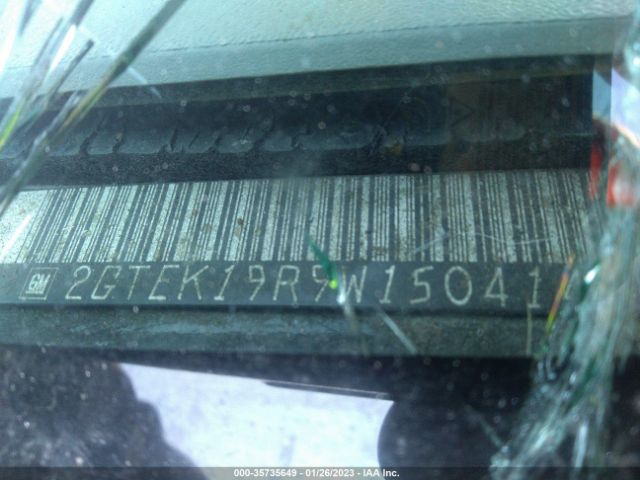 GM 2GTEK19R9W15041
000-35735649 - 01/26/2023 - IAA Inc.